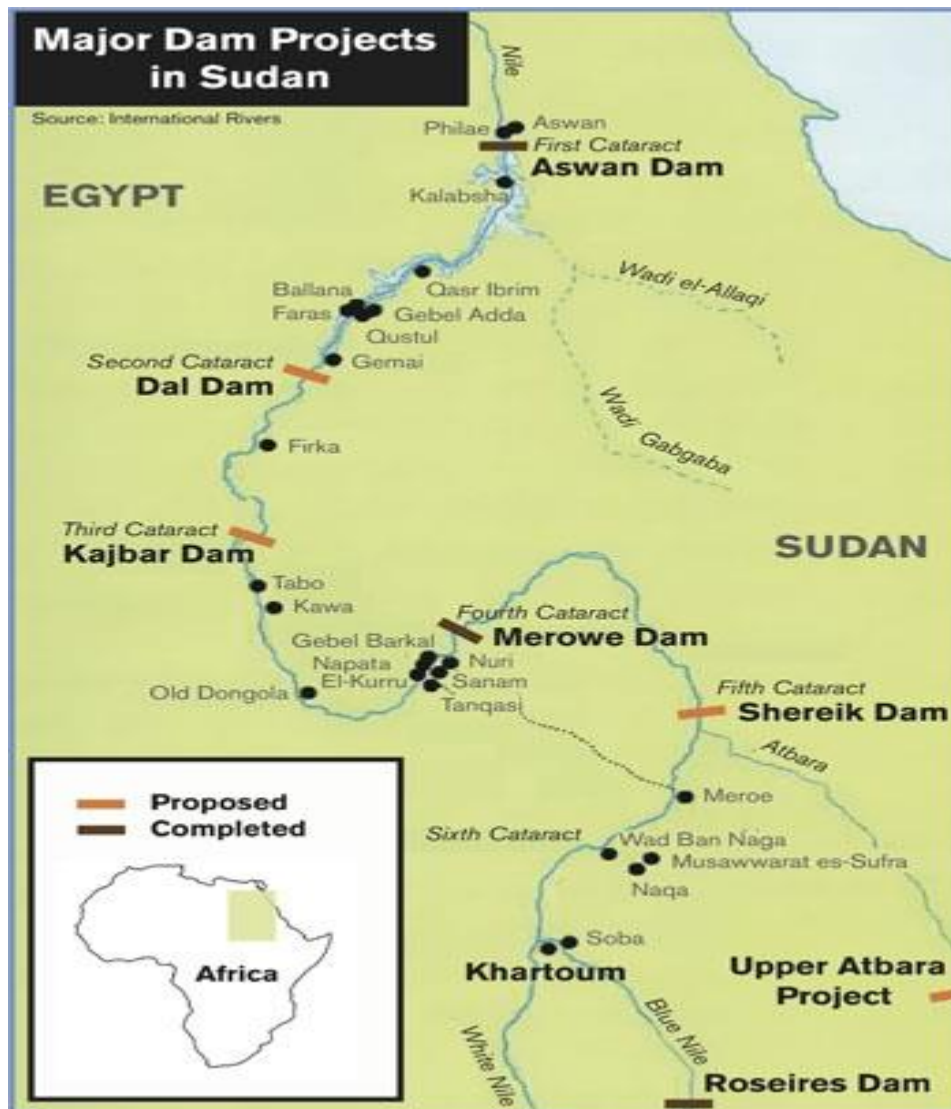 Major Dam Projects
in Sudan
Source: International Rivers
Nile
Philae
Aswan
First Cataract
Aswan Dam
EGYPT
Kalabsha
Wadi el-Allaqi
Qasr Ibrim
Ballana
Faras
Gebel Adda
Qustul
Second Cataract
Gemai
Dal Dam
Wadi Gabgaba
Firka
Third Cataract
Kajbar Dam
SUDAN
Tabo
Kawa
Fourth Cataract
Merowe Dam
Gebel Barkal
Napata
Nuri
El-Kurru
Sanam
Old Dongola
Tanqasi
Fifth Cataract
Shereik Dam
Atbara
Meroe
Proposed
Completed
Sixth Cataract
Wad Ban Naga
Musawwarat es-Sufra
Naqa
Soba
Khartoum
Africa
Upper Atbara
Project
White Nile
Blue Nile
Roseires Dam